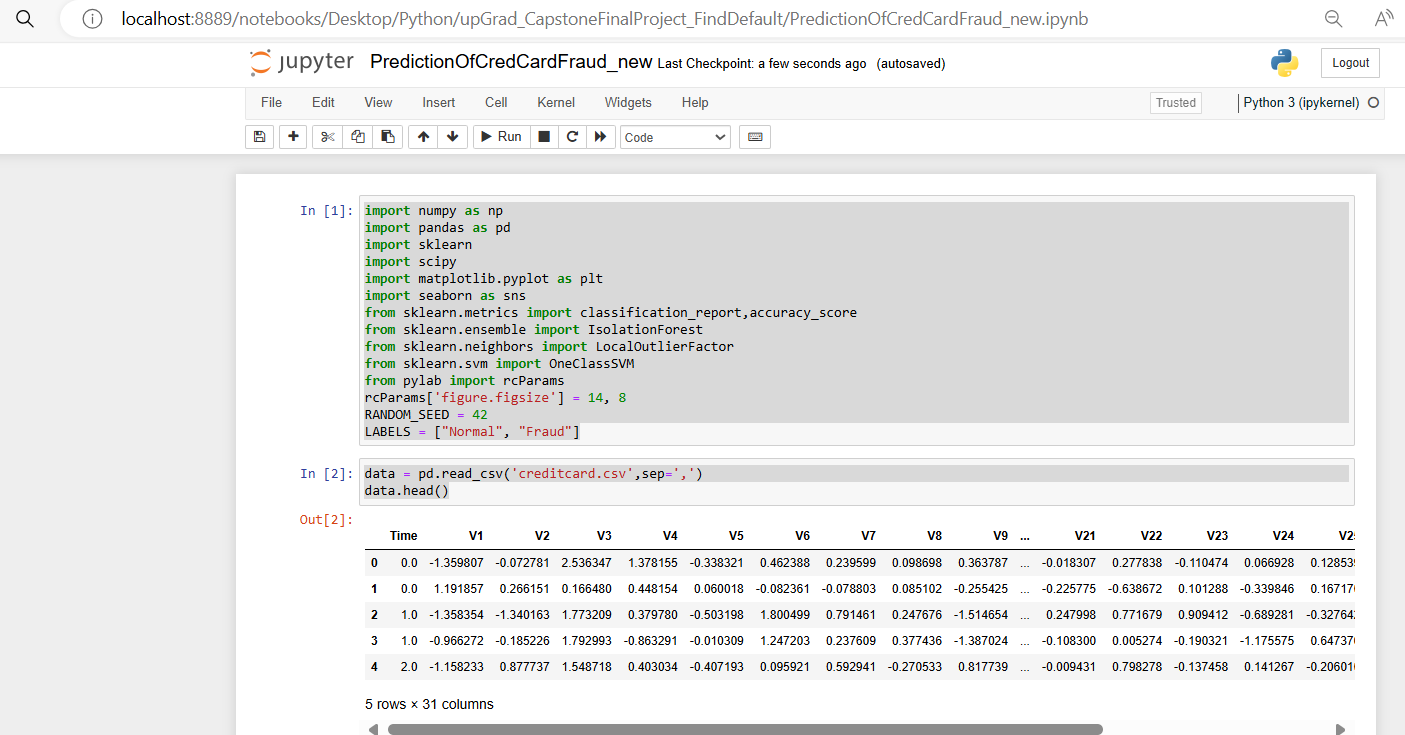 localhost:8889/notebooks/Desktop/Python/upGrad_CapstoneFinalProject_FindDefault/PredictionOfCredCardFraud_new.ipynb
jupyter PredictionOfCredCardFraud_new Last Checkpoint: a few seconds ago (autosaved) Logout
File Edit View Insert Cell Kernel Widgets Help Trusted Python 3 (ipykernel)
Run Code
In [1]: import numpy as np
import pandas as pd
import sklearn
import scipy
import matplotlib.pyplot as plt
import seaborn as sns
from sklearn.metrics import classification_report,accuracy_score
from sklearn.ensemble import IsolationForest
from sklearn.neighbors import LocalOutlierFactor
from sklearn.svm import OneClassSVM
from pylab import rcParams
rcParams['figure.figsize'] = 14, 8
RANDOM_SEED = 42
LABELS = ["Normal", "Fraud"]
In [2]: data = pd.read_csv('creditcard.csv',sep=',')
data.head()
Out[2]:
Time V1 V2 V3 V4 V5 V6 V7 V8 V9 ... V21 V22 V23 V24
0 0.0 -1.359807 -0.072781 2.536347 1.378155 -0.338321 0.462388 0.239599 0.098698 0.363787 ... -0.018307 0.277838 -0.110474 0.066928 0.12853
1 0.0 1.191857 0.266151 0.166480 0.448154 0.060018 -0.082361 -0.078803 0.085102 -0.255425 ... -0.225775 -0.638672 0.101288 -0.339846 0.16717
2 1.0 -1.358354 -1.340163 1.773209 0.379780 -0.503198 1.800499 0.791461 0.247676 -1.514654 ... 0.247998 0.771679 0.909412 -0.689281 -0.32764
3 1.0 -0.966272 -0.185226 1.792993 -0.863291 -0.010309 1.247203 0.237609 0.377436 -1.387024 ... -0.108300 0.005274 -0.190321 -1.175575 0.64737
4 2.0 -1.158233 0.877737 1.548718 0.403034 -0.407193 0.095921 0.592941 -0.270533 0.817739 ... -0.009431 0.798278 -0.137458 0.141267 -0.20601
5 rows × 31 columns